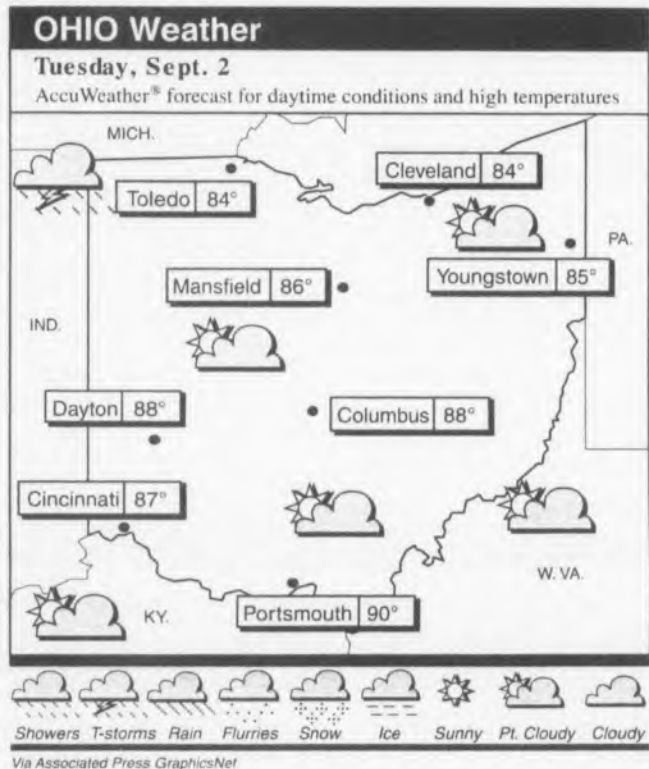 OHIO Weather
Tuesday, Sept. 2
AccuWeather® forecast for daytime conditions and high temperatures
MICH.
Cleveland 84°
Toledo 84°
PA.
Youngstown 85°
Mansfield 86°
IND.
Dayton 88°
Columbus 88°
Cincinnati 87°
W. VA.
KY.
Portsmouth 90°
Showers T-storms Rain Flurries Snow Ice Sunny Pt. Cloudy Cloudy
Via Associated Press GraphicsNet